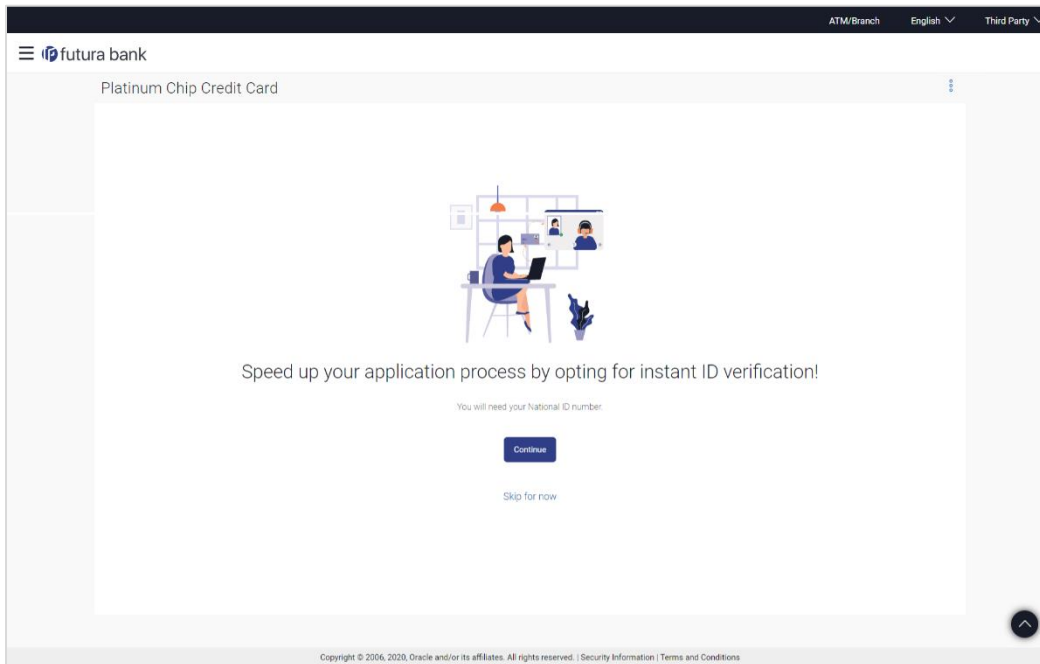 ATM/Branch English Third Party
futura bank
Platinum Chip Credit Card
Speed up your application process by opting for instant ID verification!
You will need your National ID number.
Continue
Skip for now
Copyright © 2006, 2020, Oracle and/or its affiliates. All rights reserved. | Security Information | Terms and Conditions